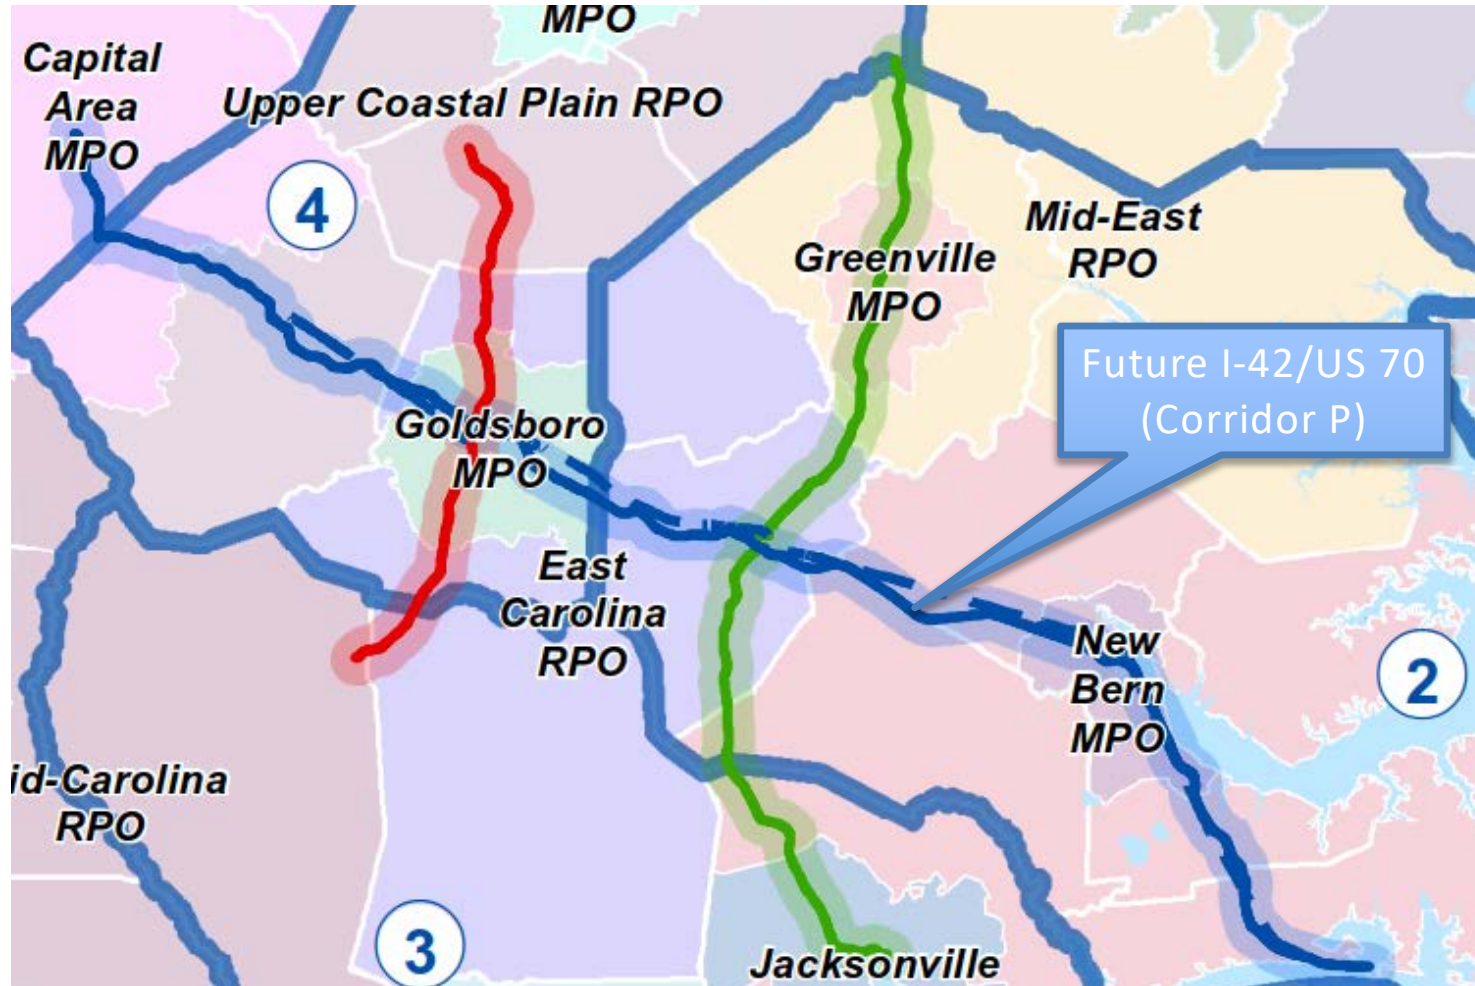 MPO
Capital
Area
MPO
Upper Coastal Plain RPO
4
Mid-East
RPO
Greenville
MPO
Future I-42/US 70
(Corridor P)
Goldsboro
MPO
East
Carolina
RPO
New
Bern
MPO
2
id-Carolina
RPO
3
Jacksonville